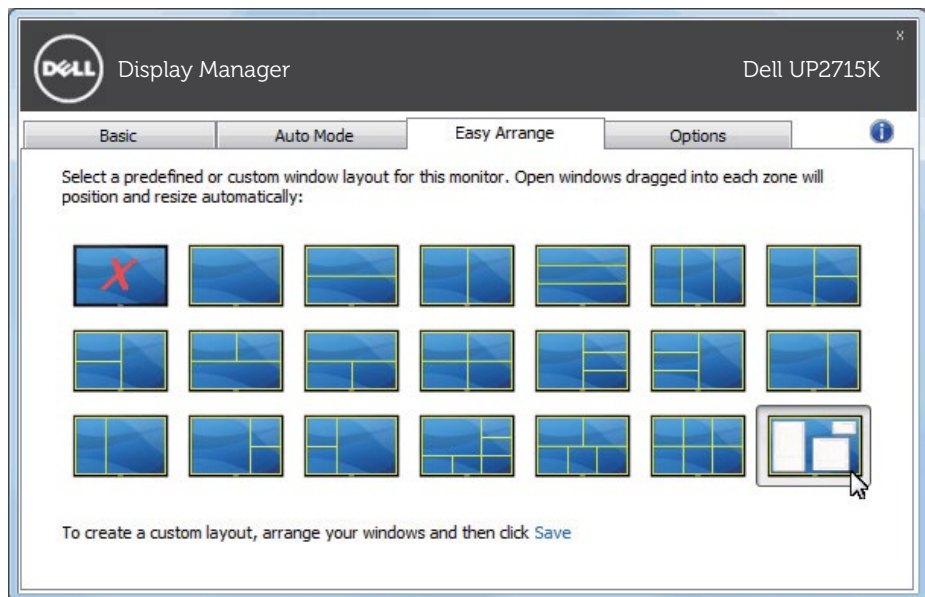 X
DELL
Display Manager
Dell UP2715K
Basic
Auto Mode
Easy Arrange
Options
i
Select a predefined or custom window layout for this monitor. Open windows dragged into each zone will
position and resize automatically:
X
To create a custom layout, arrange your windows and then click Save